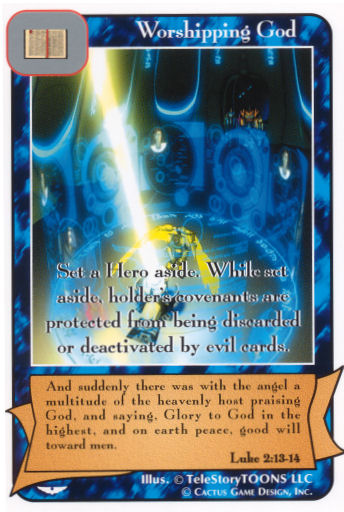 Worshipping God
Set a Hero aside. While set
aside, holder's covenants are
protected from being discarded
or deactivated by evil cards.
And suddenly there was with the angel a
multitude of the heavenly host praising
God, and saying, Glory to God in the
highest, and on earth peace, good will
toward men.
Luke 2:13-14
Illus. © TeleStoryTOONS LLC
© Cactus Game Design, Inc.